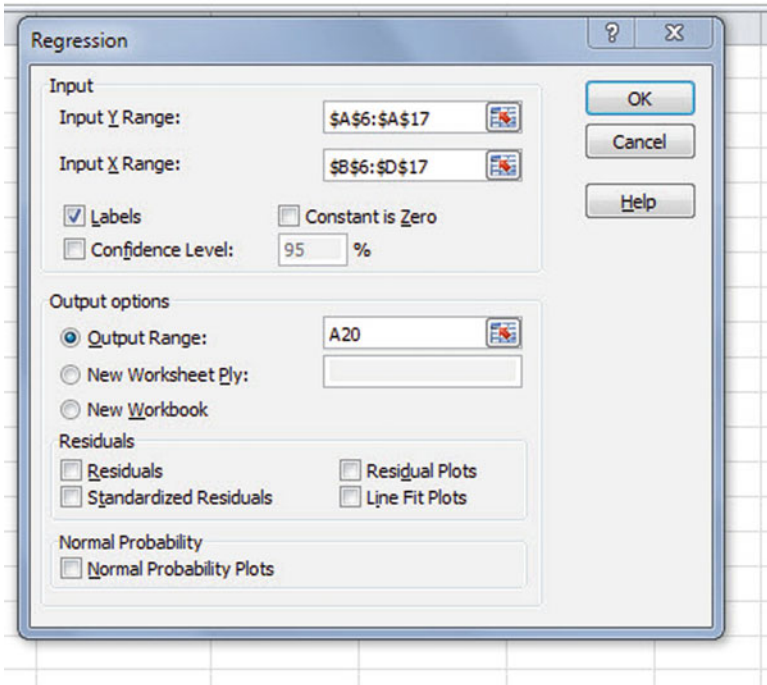 Regression
Input
Input Y Range: $A$6:$A$17
Input X Range: $B$6:$D$17
Labels Constant is Zero
Confidence Level: 95 %
OK
Cancel
Help
Output options
Output Range: A20
New Worksheet Ply:
New Workbook
Residuals
Residuals Residual Plots
Standardized Residuals Line Fit Plots
Normal Probability
Normal Probability Plots